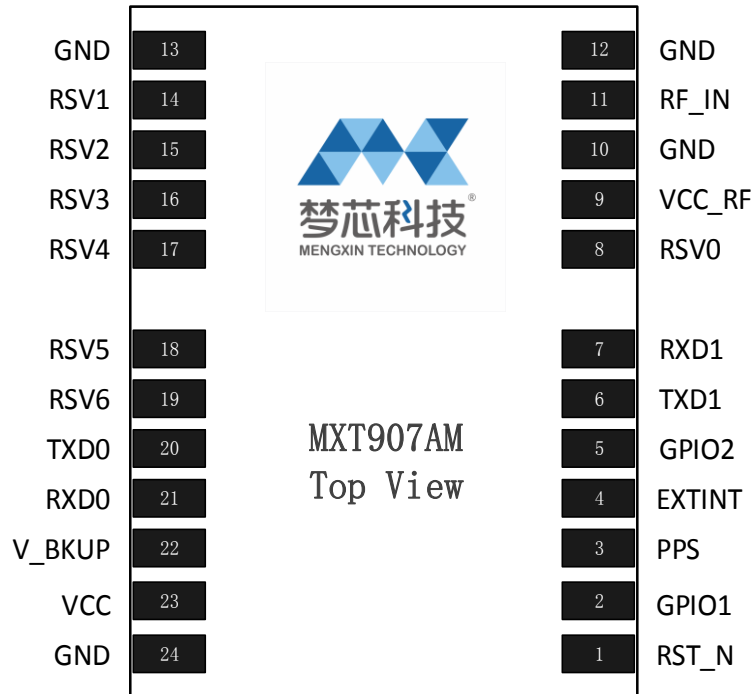 GND 13 12 GND
RSV1 14 11 RF_IN
RSV2 15 10 GND
RSV3 16 9 VCC_RF
RSV4 17 8 RSV0
梦芯科技®
MENGXIN TECHNOLOGY
RSV5 18 7 RXD1
RSV6 19 6 TXD1
TXD0 20 5 GPIO2
RXD0 21 4 EXTINT
V_BKUP 22 3 PPS
VCC 23 2 GPIO1
GND 24 1 RST_N
MXT907AM
Top View